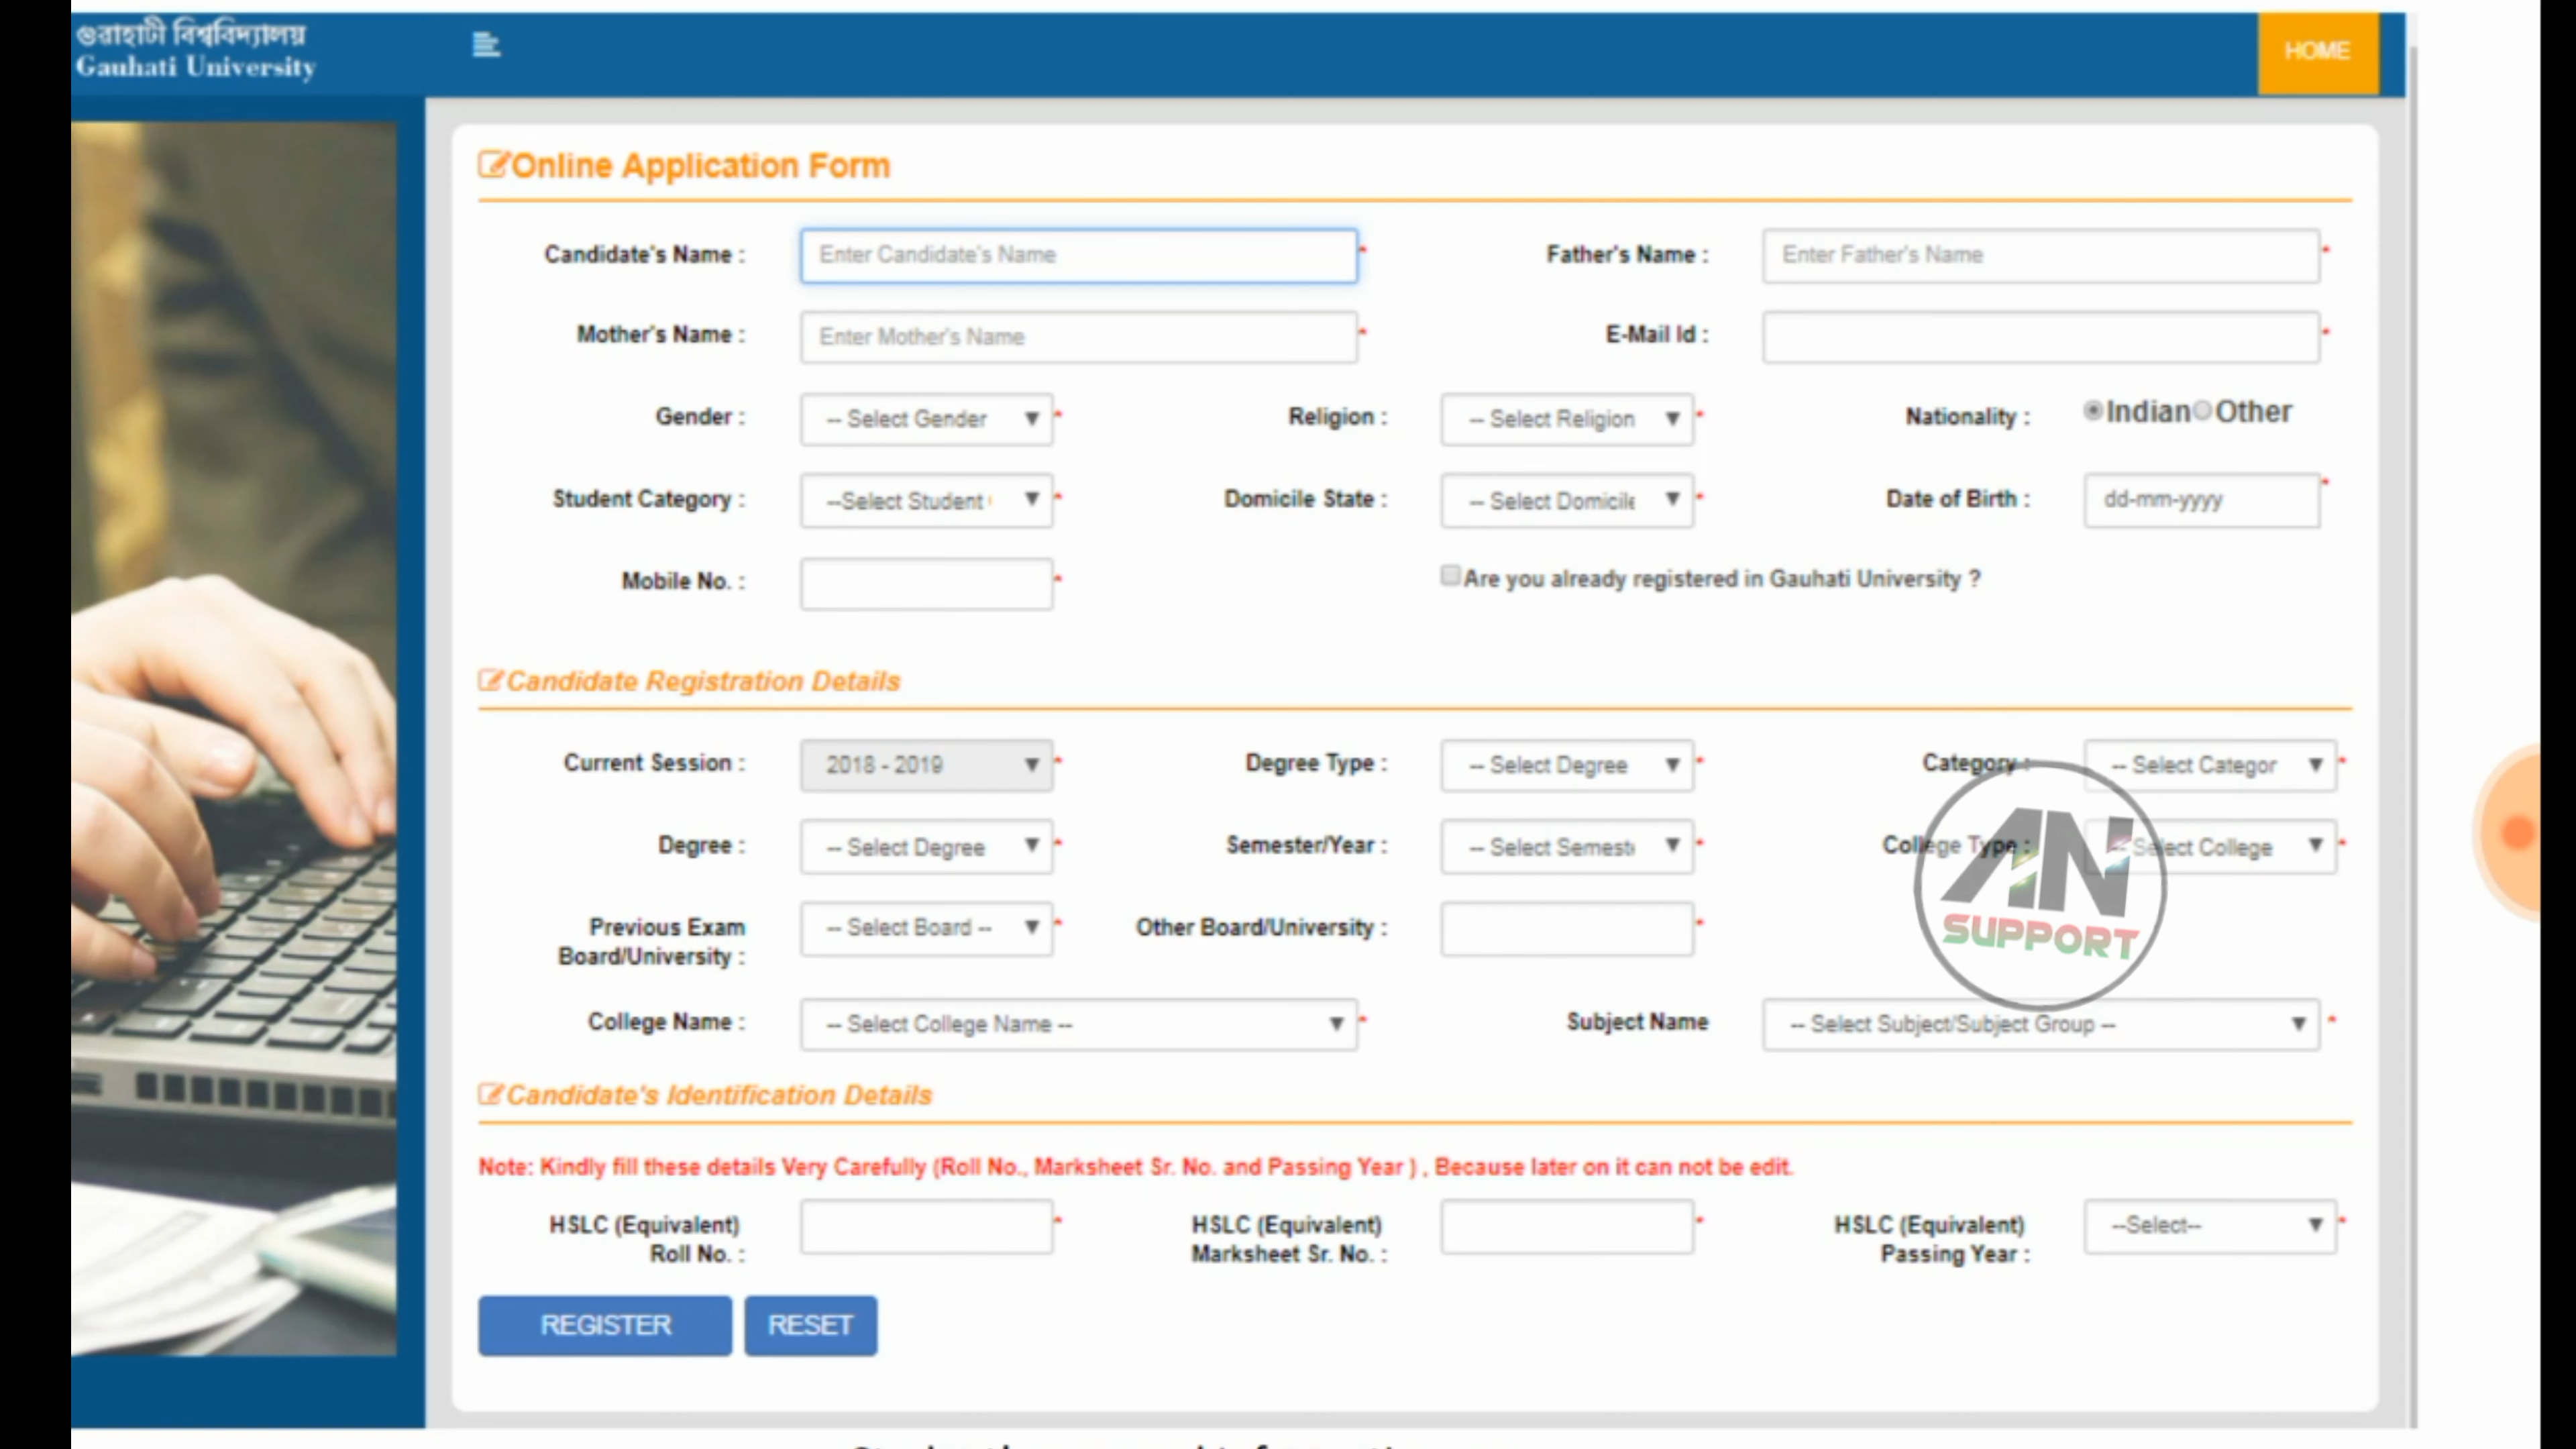 গুৱাহাটী বিশ্ববিদ্যালয়
Gauhati University
HOME
Online Application Form
Candidate's Name : Enter Candidate's Name * Father's Name : Enter Father's Name *
Mother's Name : Enter Mother's Name * E-Mail Id : *
Gender : -- Select Gender * Religion : -- Select Religion * Nationality : Indian Other
Student Category : --Select Student * Domicile State : -- Select Domicile * Date of Birth : dd-mm-yyyy *
Mobile No. : * Are you already registered in Gauhati University ?
Candidate Registration Details
Current Session : 2018 - 2019 * Degree Type : -- Select Degree * Category : -- Select Categor *
Degree : -- Select Degree * Semester/Year : -- Select Semest * College Type : -- Select College *
Previous Exam Board/University : -- Select Board -- * Other Board/University : *
AN
SUPPORT
College Name : -- Select College Name -- * Subject Name -- Select Subject/Subject Group -- *
Candidate's Identification Details
Note: Kindly fill these details Very Carefully (Roll No., Marksheet Sr. No. and Passing Year ) , Because later on it can not be edit.
HSLC (Equivalent) Roll No. : * HSLC (Equivalent) Marksheet Sr. No. : * HSLC (Equivalent) Passing Year : --Select-- *
REGISTER RESET